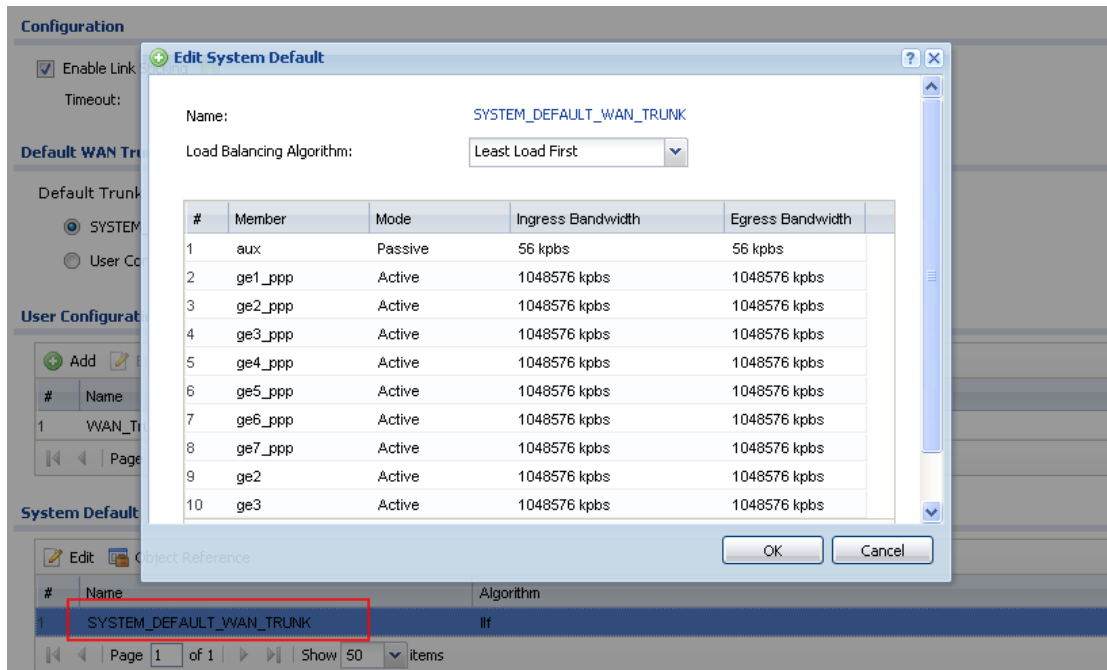 Configuration
Edit System Default
Enable Link
Timeout:
Name: SYSTEM_DEFAULT_WAN_TRUNK
Load Balancing Algorithm: Least Load First
Default WAN Tru
Default Trunk
SYSTEM_
User Co
# Member Mode Ingress Bandwidth Egress Bandwidth
1 aux Passive 56 kpbs 56 kpbs
2 ge1_ppp Active 1048576 kpbs 1048576 kpbs
3 ge2_ppp Active 1048576 kpbs 1048576 kpbs
4 ge3_ppp Active 1048576 kpbs 1048576 kpbs
5 ge4_ppp Active 1048576 kpbs 1048576 kpbs
6 ge5_ppp Active 1048576 kpbs 1048576 kpbs
7 ge6_ppp Active 1048576 kpbs 1048576 kpbs
8 ge7_ppp Active 1048576 kpbs 1048576 kpbs
9 ge2 Active 1048576 kpbs 1048576 kpbs
10 ge3 Active 1048576 kpbs 1048576 kpbs
User Configurat
Add E
# Name
1 WAN_Tr
Page
OK Cancel
System Default
Edit Object Reference
# Name Algorithm
1 SYSTEM_DEFAULT_WAN_TRUNK llf
Page 1 of 1 Show 50 items